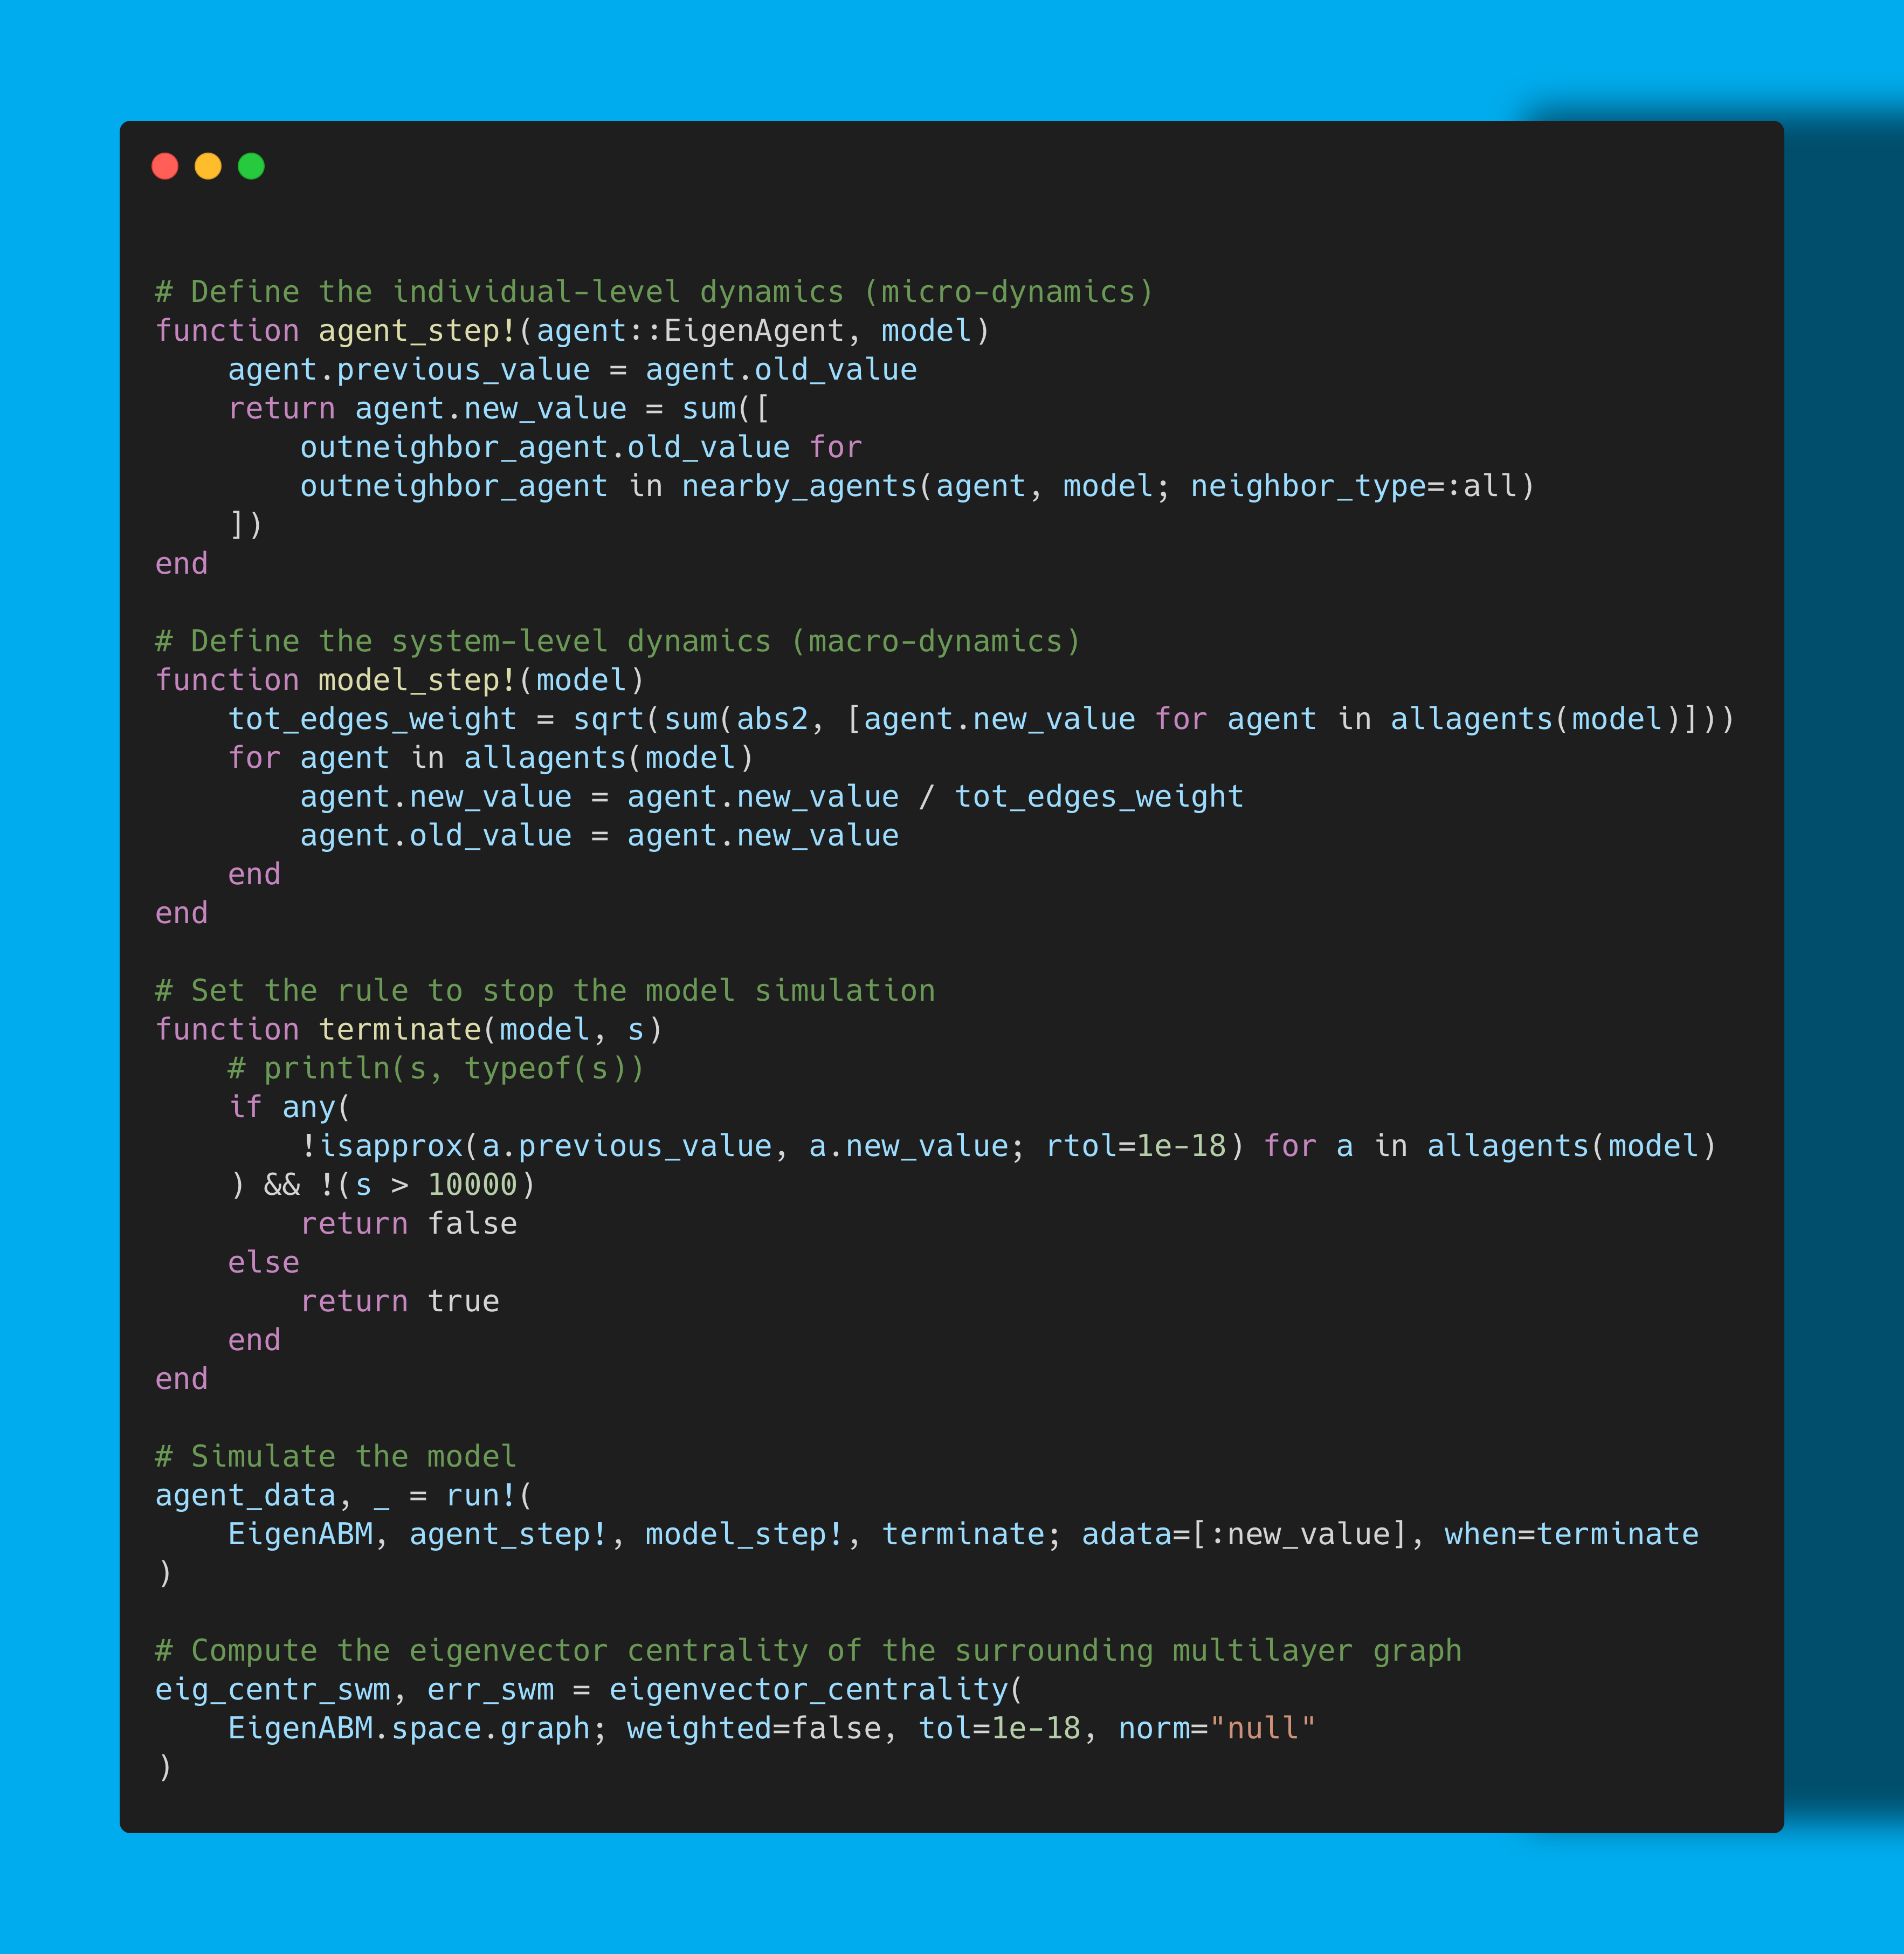 # Define the individual-level dynamics (micro-dynamics)
function agent_step!(agent::EigenAgent, model)
    agent.previous_value = agent.old_value
    return agent.new_value = sum([
        outneighbor_agent.old_value for
        outneighbor_agent in nearby_agents(agent, model; neighbor_type=:all)
    ])
end

# Define the system-level dynamics (macro-dynamics)
function model_step!(model)
    tot_edges_weight = sqrt(sum(abs2, [agent.new_value for agent in allagents(model)]))
    for agent in allagents(model)
        agent.new_value = agent.new_value / tot_edges_weight
        agent.old_value = agent.new_value
    end
end

# Set the rule to stop the model simulation
function terminate(model, s)
    # println(s, typeof(s))
    if any(
        !isapprox(a.previous_value, a.new_value; rtol=1e-18) for a in allagents(model)
    ) && !(s > 10000)
        return false
    else
        return true
    end
end

# Simulate the model
agent_data, _ = run!(
    EigenABM, agent_step!, model_step!, terminate; adata=[:new_value], when=terminate
)

# Compute the eigenvector centrality of the surrounding multilayer graph
eig_centr_swm, err_swm = eigenvector_centrality(
    EigenABM.space.graph; weighted=false, tol=1e-18, norm="null"
)